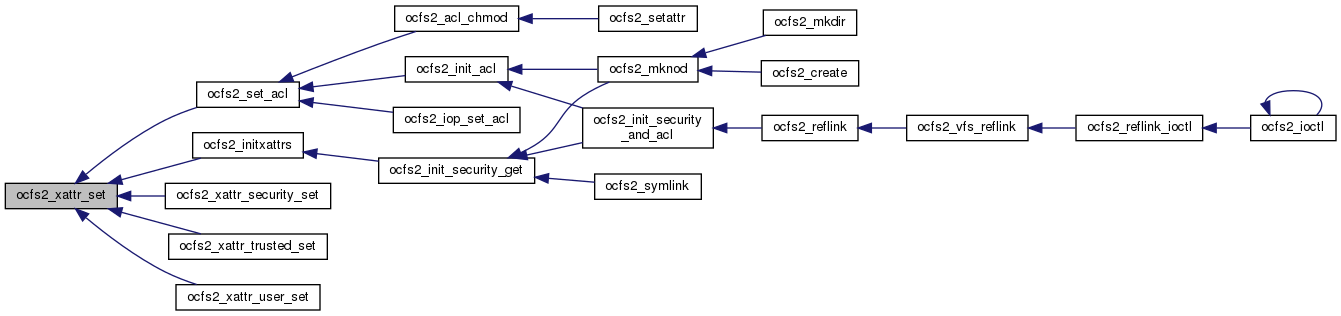 ocfs2_acl_chmod
ocfs2_setattr
ocfs2_mkdir
ocfs2_init_acl
ocfs2_mknod
ocfs2_create
ocfs2_set_acl
ocfs2_iop_set_acl
ocfs2_init_security
_and_acl
ocfs2_reflink
ocfs2_vfs_reflink
ocfs2_reflink_ioctl
ocfs2_ioctl
ocfs2_initxattrs
ocfs2_init_security_get
ocfs2_symlink
ocfs2_xattr_set
ocfs2_xattr_security_set
ocfs2_xattr_trusted_set
ocfs2_xattr_user_set